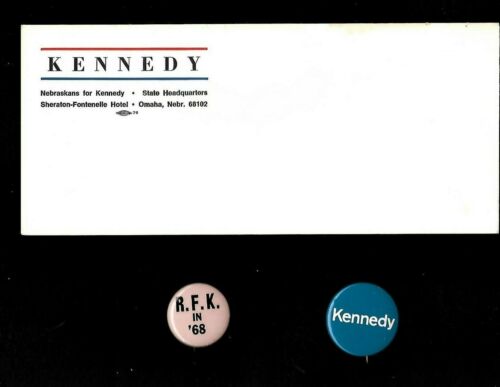 KENNEDY
Nebraskans for Kennedy • State Headquarters
Sheraton-Fontenelle Hotel • Omaha, Nebr. 68102
R.F.K.
IN
'68
Kennedy